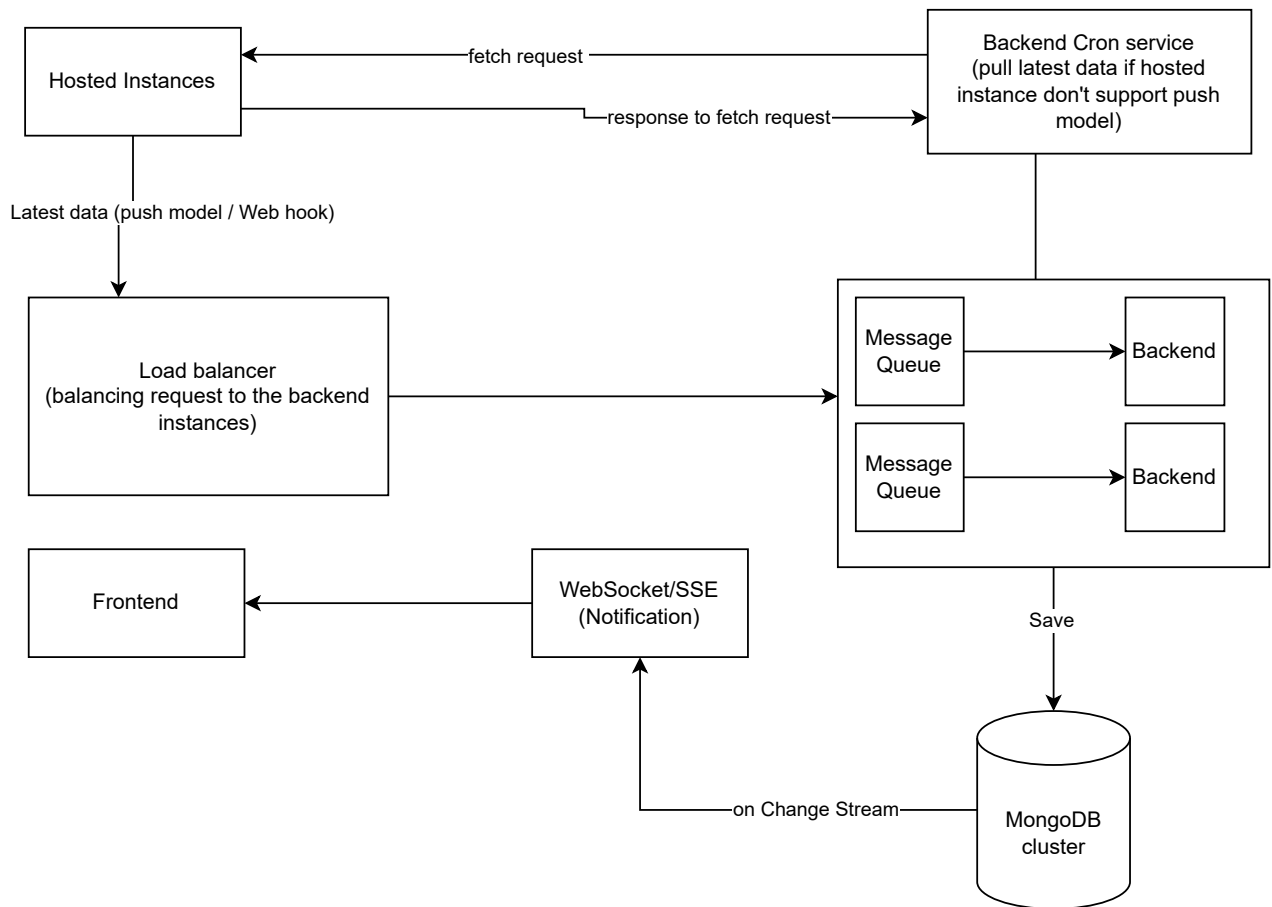 Hosted Instances
fetch request
Backend Cron service
(pull latest data if hosted
instance don't support push
model)
response to fetch request
Latest data (push model / Web hook)
Load balancer
(balancing request to the backend
instances)
Message
Queue
Backend
Message
Queue
Backend
Frontend
WebSocket/SSE
(Notification)
Save
on Change Stream
MongoDB
cluster